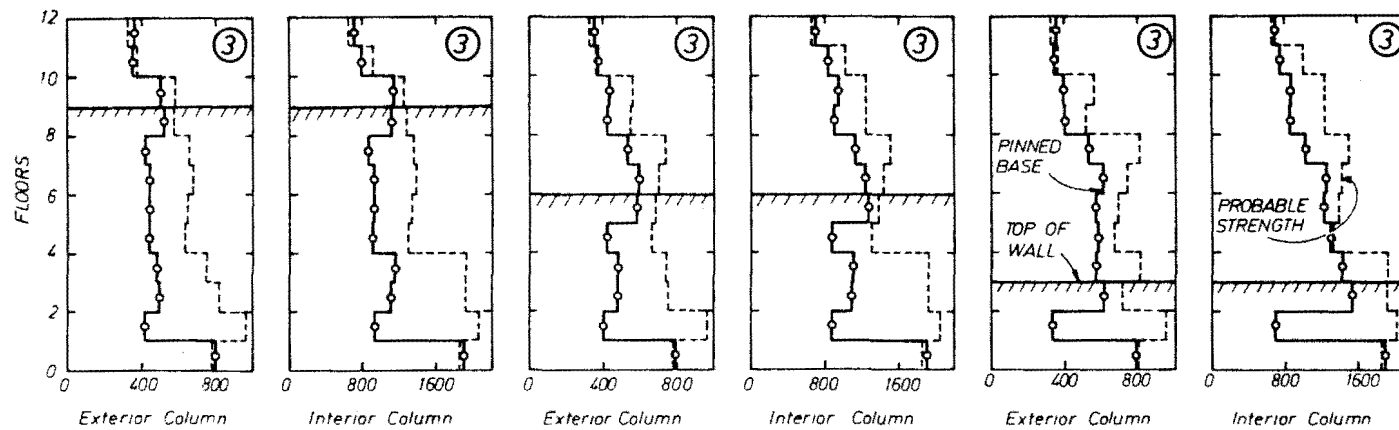 12
10
8
6
4
2
0
FLOORS
3
3
3
3
3
3
PINNED
BASE
TOP OF
WALL
PROBABLE
STRENGTH
0 400 800
0 800 1600
0 400 800
0 800 1600
0 400 800
0 800 1600
Exterior Column
Interior Column
Exterior Column
Interior Column
Exterior Column
Interior Column